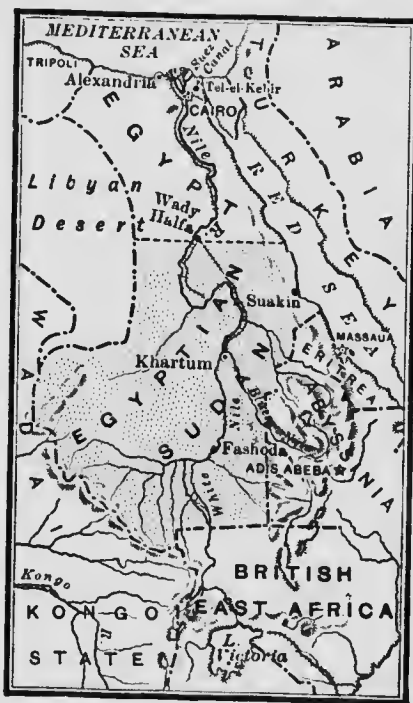 MEDITERRANEAN
SEA
TRIPOLI
Alexandria
Suez
Canal
Tel-el-Kebir
CAIRO
TURKEY
ARABIA
EGYPT
Nile
R.
RED SEA
Libyan
Desert
Wady
Halfa
Suakin
MASSAUA
ERITREA
EGYPTIAN
SUDAN
Khartum
WADAI
Blue
Nile
White
Fashoda
ABYSSINIA
ADIS ABEBA
Kongo
R.
KONGO
STATE
BRITISH
EAST AFRICA
L.
Victoria